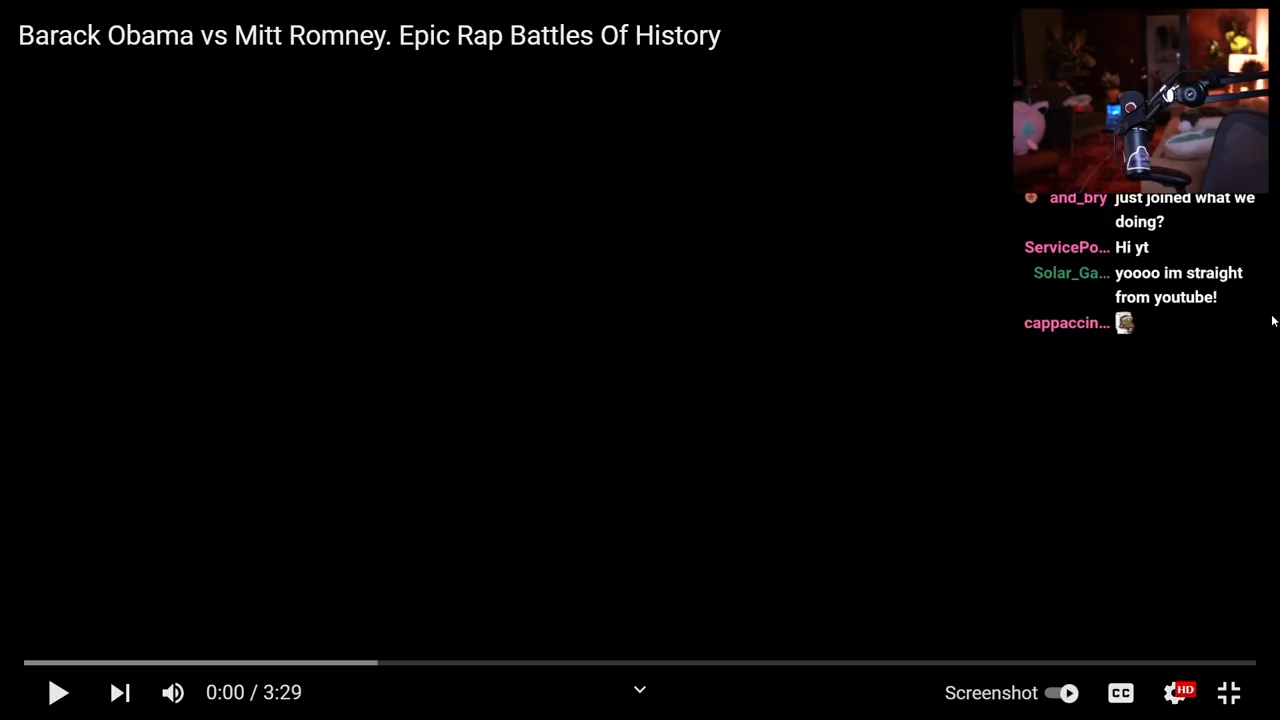 Barack Obama vs Mitt Romney. Epic Rap Battles Of History
and_bry just joined what we
doing?
ServicePo... Hi yt
Solar_Ga... yoooo im straight
from youtube!
cappaccin...
0:00 / 3:29
Screenshot
CC
HD